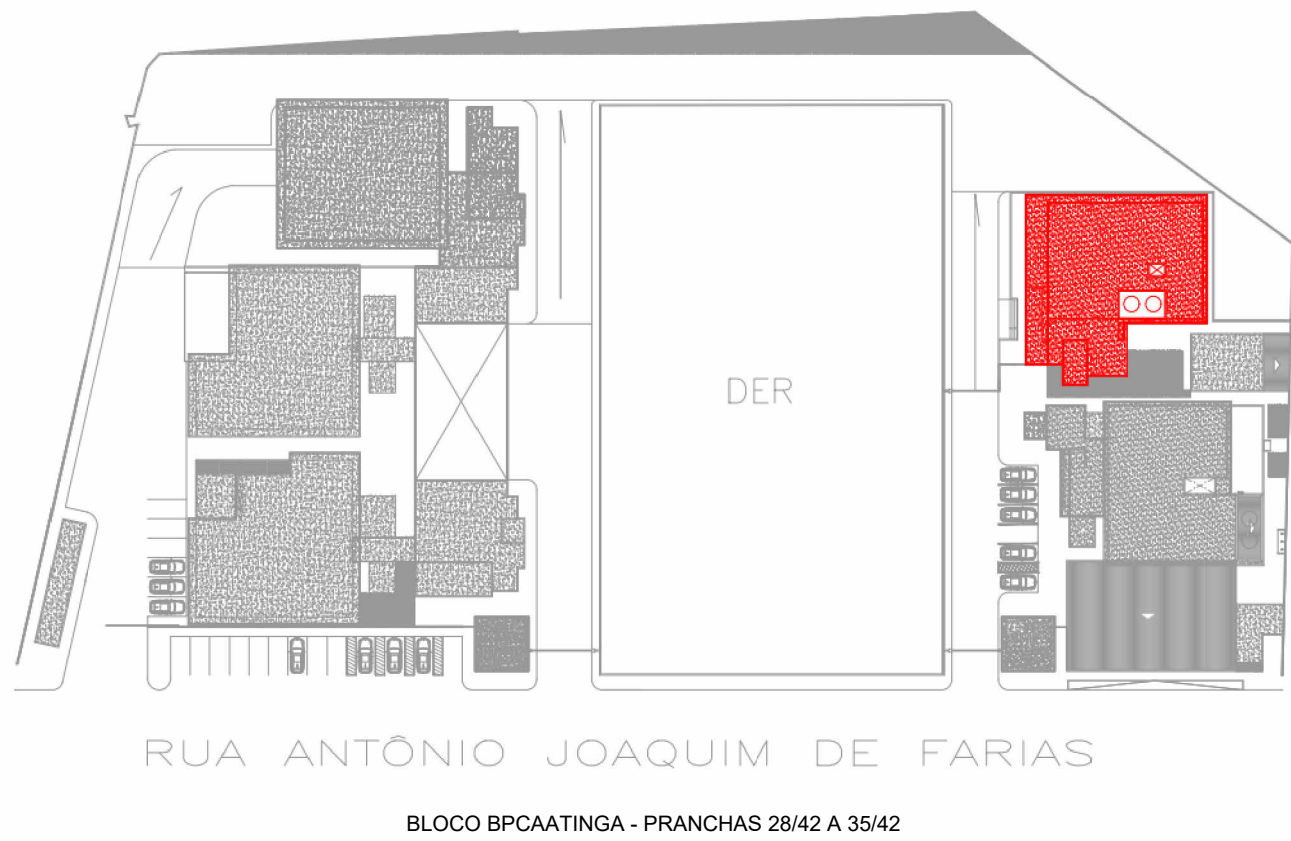 DER
RUA ANTÔNIO JOAQUIM DE FARIAS
BLOCO BPCAATINGA - PRANCHAS 28/42 A 35/42